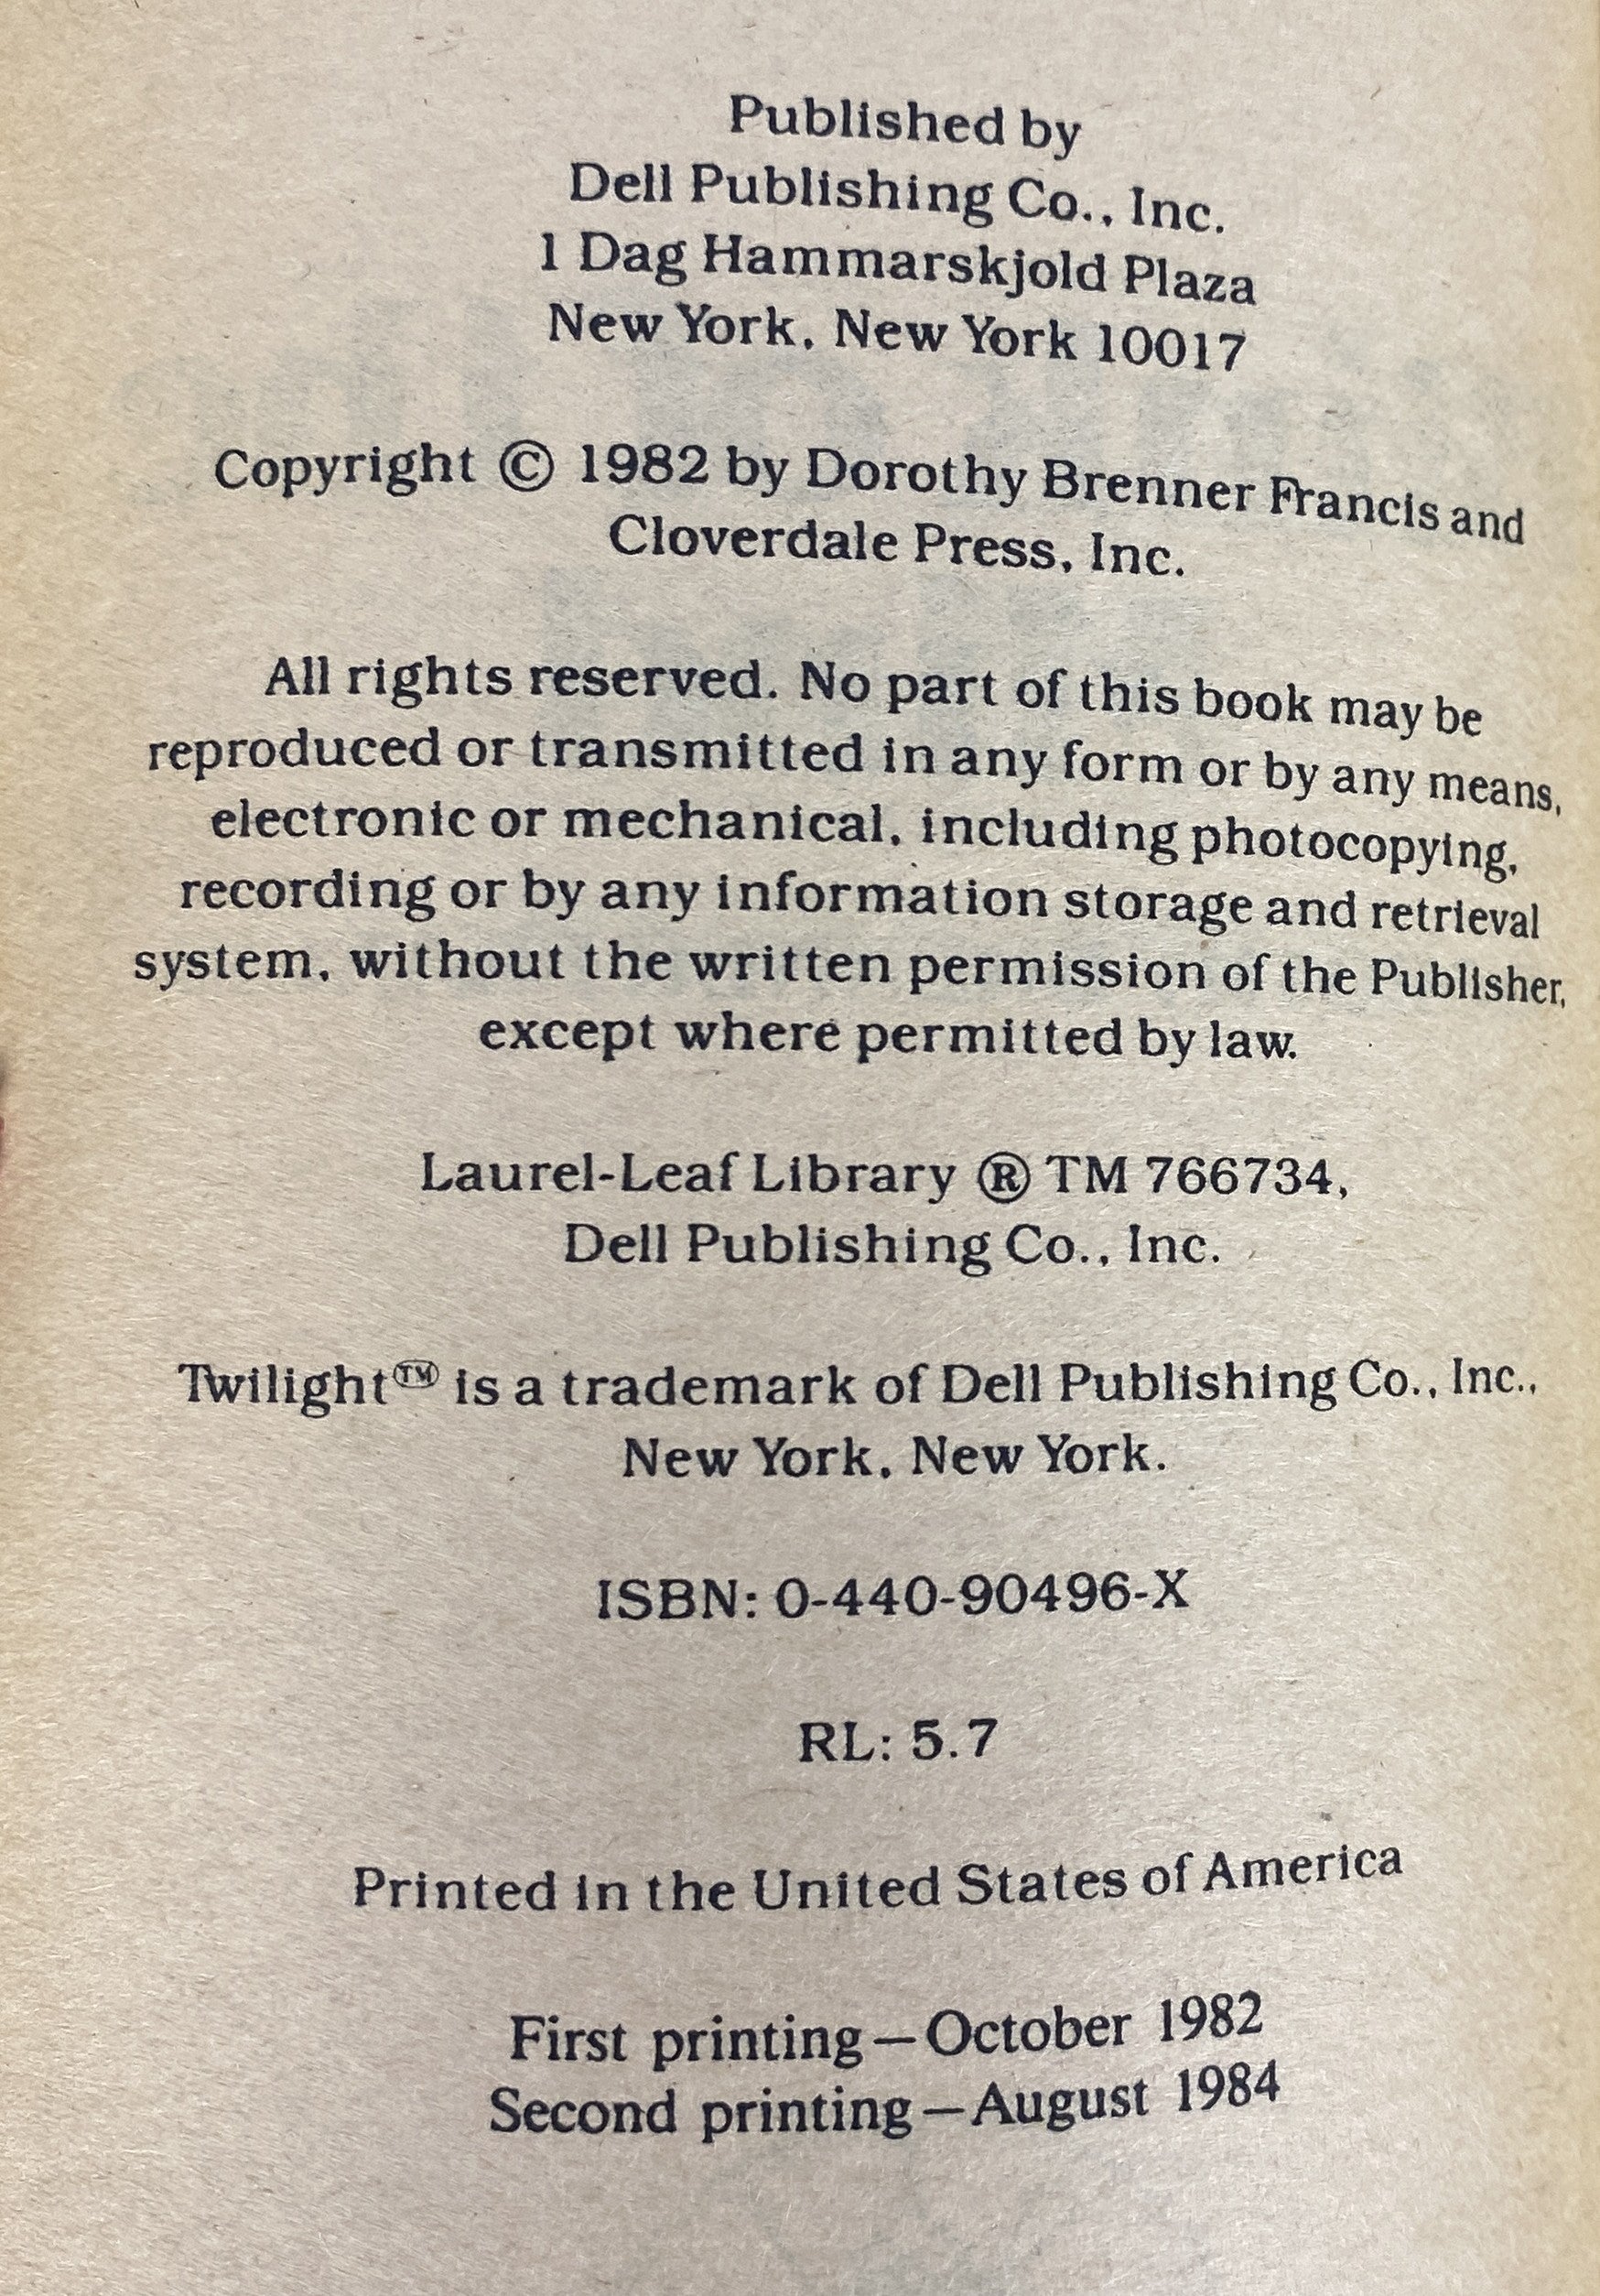 Published by
Dell Publishing Co., Inc.
1 Dag Hammarskjold Plaza
New York, New York 10017
Copyright © 1982 by Dorothy Brenner Francis and
Cloverdale Press, Inc.
All rights reserved. No part of this book may be
reproduced or transmitted in any form or by any means,
electronic or mechanical, including photocopying,
recording or by any information storage and retrieval
system, without the written permission of the Publisher,
except where permitted by law.
Laurel-Leaf Library ® TM 766734,
Dell Publishing Co., Inc.
Twilight™ is a trademark of Dell Publishing Co., Inc.,
New York, New York.
ISBN: 0-440-90496-X
RL: 5.7
Printed in the United States of America
First printing—October 1982
Second printing—August 1984